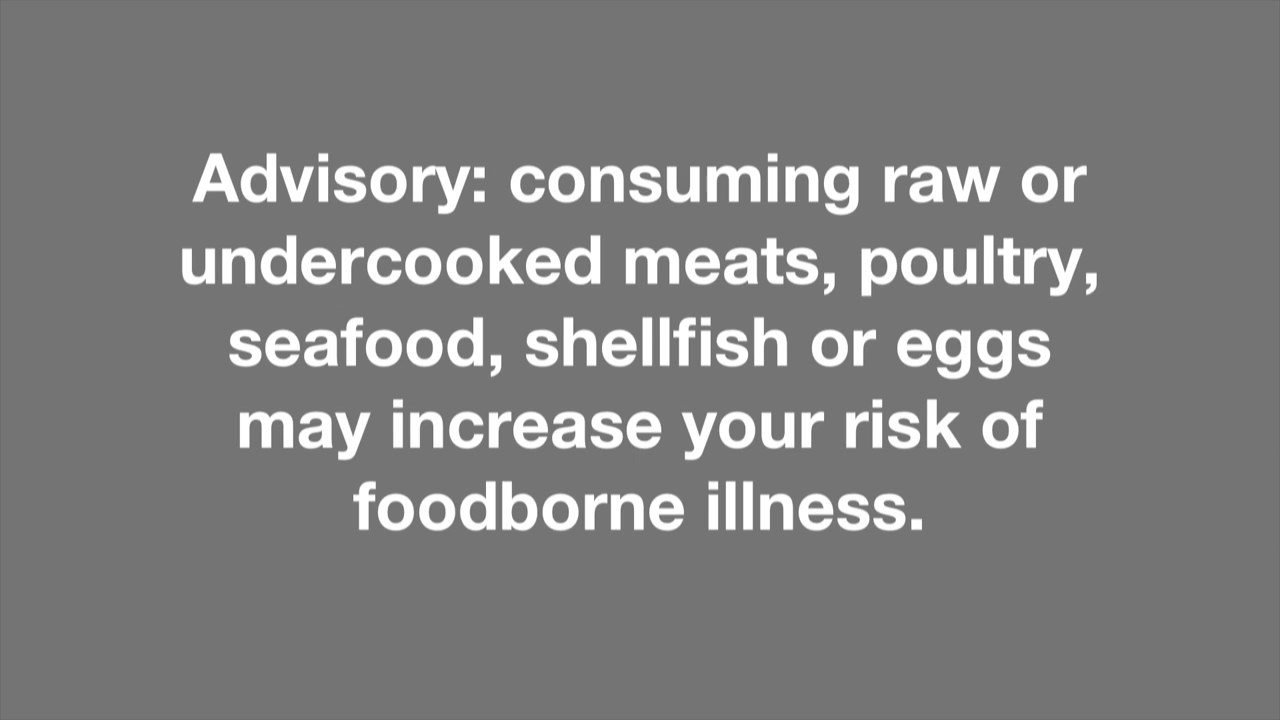 Advisory: consuming raw or
undercooked meats, poultry,
seafood, shellfish or eggs
may increase your risk of
foodborne illness.